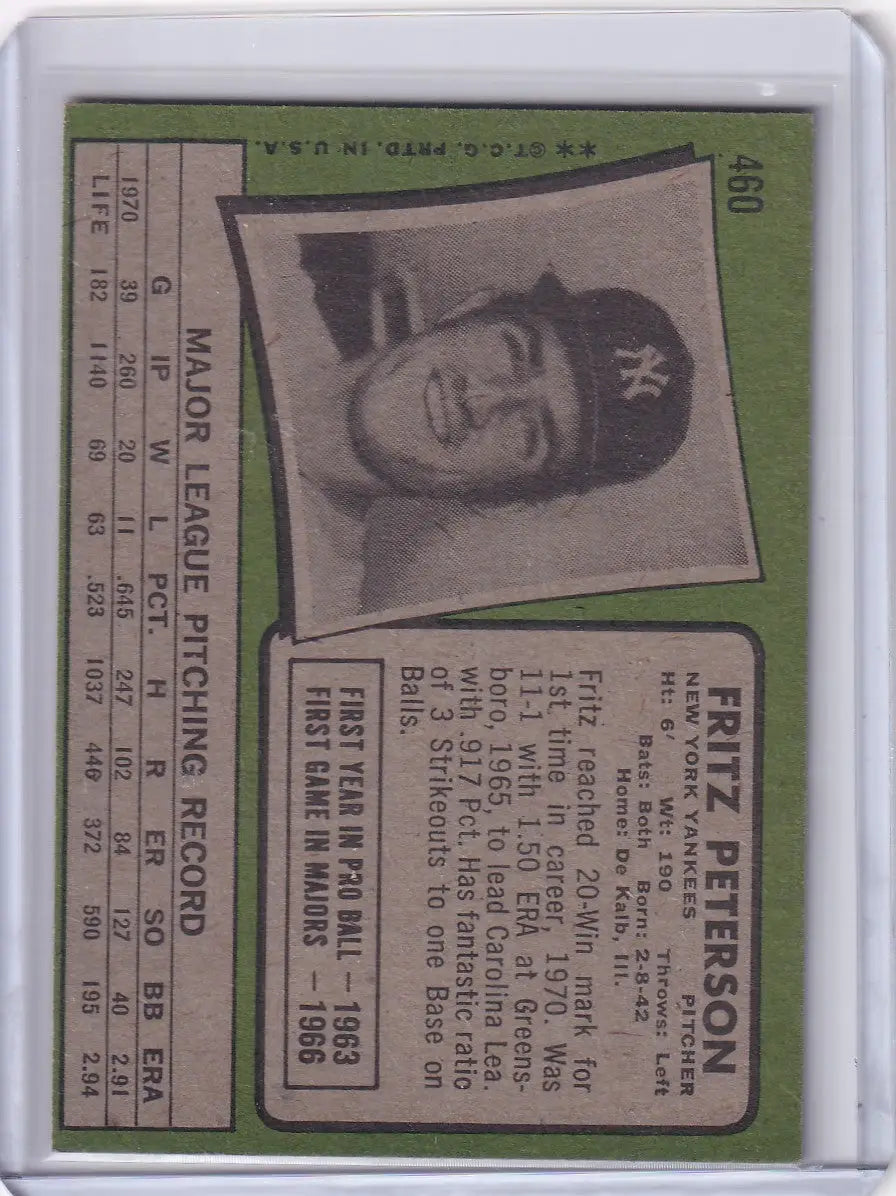 460
**©T.C.G. PRTD. IN U.S.A.
NY
FRITZ PETERSON
NEW YORK YANKEES PITCHER
Ht: 6' Wt: 190 Throws: Left
Bats: Both Born: 2-8-42
Home: De Kalb, Ill.
Fritz reached 20-Win mark for
1st time in career, 1970. Was
11-1 with 1.50 ERA at Greens-
boro, 1965, to lead Carolina Lea.
with .917 Pct. Has fantastic ratio
of 3 Strikeouts to one Base on
Balls.
FIRST YEAR IN PRO BALL — 1963
FIRST GAME IN MAJORS — 1966
MAJOR LEAGUE PITCHING RECORD
G IP W L PCT. H R ER SO BB ERA
1970 39 260 20 11 .645 247 102 84 127 40 2.91
LIFE 182 1140 69 63 .523 1037 446 372 590 195 2.94